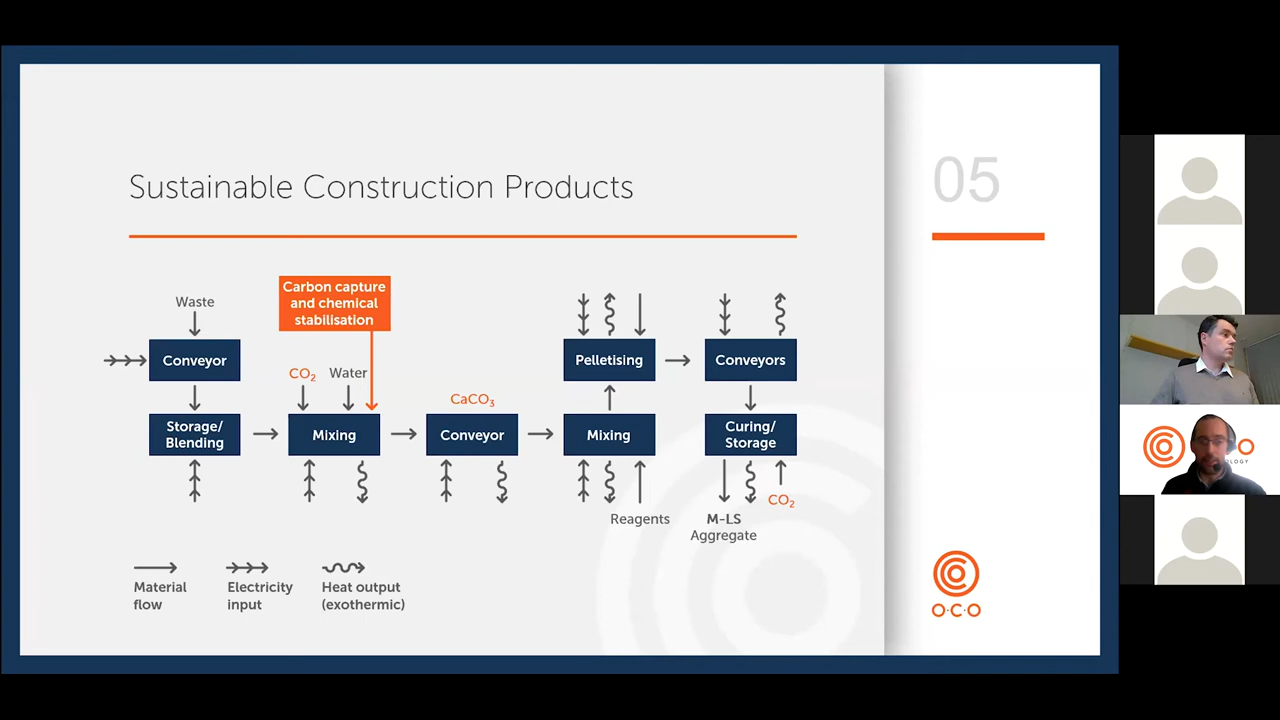 Sustainable Construction Products
05
Waste
Carbon capture
and chemical
stabilisation
Conveyor
CO₂
Water
Pelletising
Conveyors
CaCO₃
Storage/
Blending
Mixing
Conveyor
Mixing
Curing/
Storage
Reagents
M-LS
Aggregate
CO₂
Material
flow
Electricity
input
Heat output
(exothermic)
O·C·O